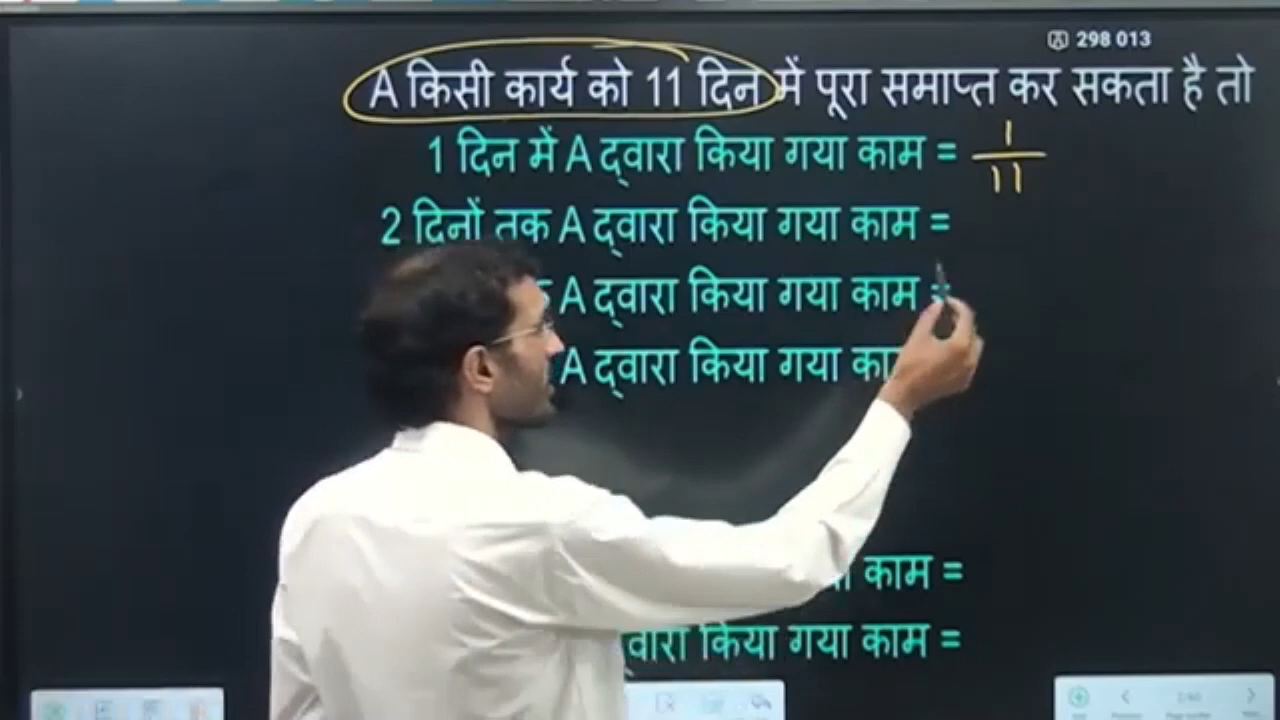 298 013
A किसी कार्य को 11 दिन में पूरा समाप्त कर सकता है तो
1 दिन में A द्वारा किया गया काम = 1/11
2 दिनों तक A द्वारा किया गया काम =
A द्वारा किया गया काम =
A द्वारा किया गया
काम =
किया गया काम =